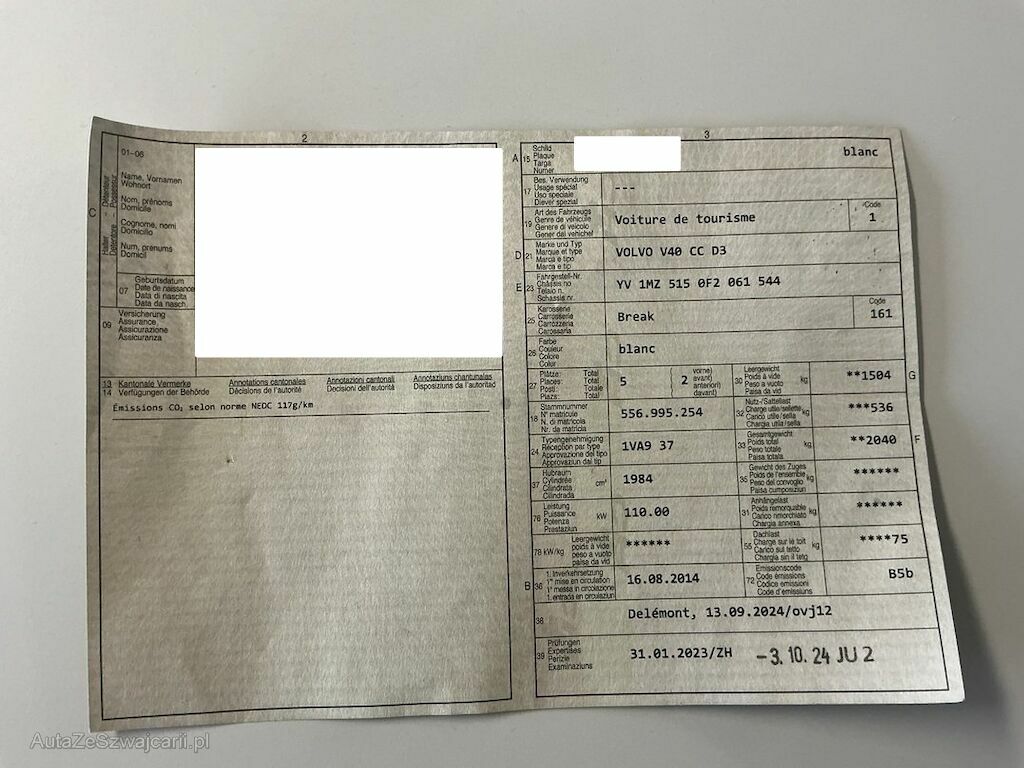 2
01-06
C
Détenteur
Possessur
Halter
Detentore
Name, Vornamen
Wohnort
Nom, prénoms
Domicile
Cognome, nomi
Domicilio
Num, prenums
Domicil
07
Geburtsdatum
Date de naissance
Data di nascita
Data da nasch.
09
Versicherung
Assurance
Assicurazione
Assicuranza
13
14
Kantonale Vermerke
Verfügungen der Behörde
Annotations cantonales
Décisions de l'autorité
Annotazioni cantonali
Decisioni dell'autorità
Annotaziuns chantunalas
Disposiziuns da l'autoritad
Émissions CO₂ selon norme NEDC 117g/km
3
A 15
Schild
Plaque
Targa
Numer
blanc
17
Bes. Verwendung
Usage spécial
Uso speciale
Diever spezial
---
19
Art des Fahrzeugs
Genre de véhicule
Genere di veicolo
Gener dal vehichel
Voiture de tourisme
Code
1
D 21
Marke und Typ
Marque et type
Marca e tipo
Marca e tip
VOLVO V40 CC D3
E 23
Fahrgestell-Nr.
Châssis no
Telaio n.
Schassis nr.
YV 1MZ 515 0F2 061 544
25
Karosserie
Carrosserie
Carrozzeria
Carossaria
Break
Code
161
26
Farbe
Couleur
Colore
Color
blanc
27
Plätze: Total
Places: Total
Posti: Totale
Plazs: Total
5
vorne)
2 avant)
anteriori)
davant)
30
Leergewicht
Poids à vide
Peso a vuoto
Paisa da vid
kg
**1504
G
18
Stammnummer
N° matricule
N. di matricola
Nr. da matricla
556.995.254
32
Nutz-/Sattellast
Charge utile/sellette
Carico utile/sella
Chargia utila/sella
kg
***536
24
Typengenehmigung
Réception par type
Approvazione del tipo
Approvaziun dal tip
1VA9 37
33
Gesamtgewicht
Poids total
Peso totale
Paisa totala
kg
**2040
F
37
Hubraum
Cylindrée
Cilindrata
Cilindrada
cm³
1984
35
Gewicht des Zuges
Poids de l'ensemble
Peso del convoglio
Paisa cumposiziun
kg
******
76
Leistung
Puissance
Potenza
Prestaziun
kW
110.00
31
Anhängelast
Poids remorquable
Carico rimorchiato
Chargia annexa
kg
******
78 kW/kg
Leergewicht
poids à vide
peso a vuoto
paisa da vid
******
55
Dachlast
Charge sur le toit
Carico sul tetto
Chargia sin il tetg
kg
****75
B 36
1. Inverkehrsetzung
1re mise en circulation
1a messa in circolazione
1. entrada en circulaziun
16.08.2014
72
Emissionscode
Code émissions
Codice emissioni
Code d'emissiuns
B5b
38
Delémont, 13.09.2024/ovj12
39
Prüfungen
Expertises
Perizie
Examinaziuns
31.01.2023/ZH
-3. 10. 24 JU 2
AutaZeSzwajcarii.pl